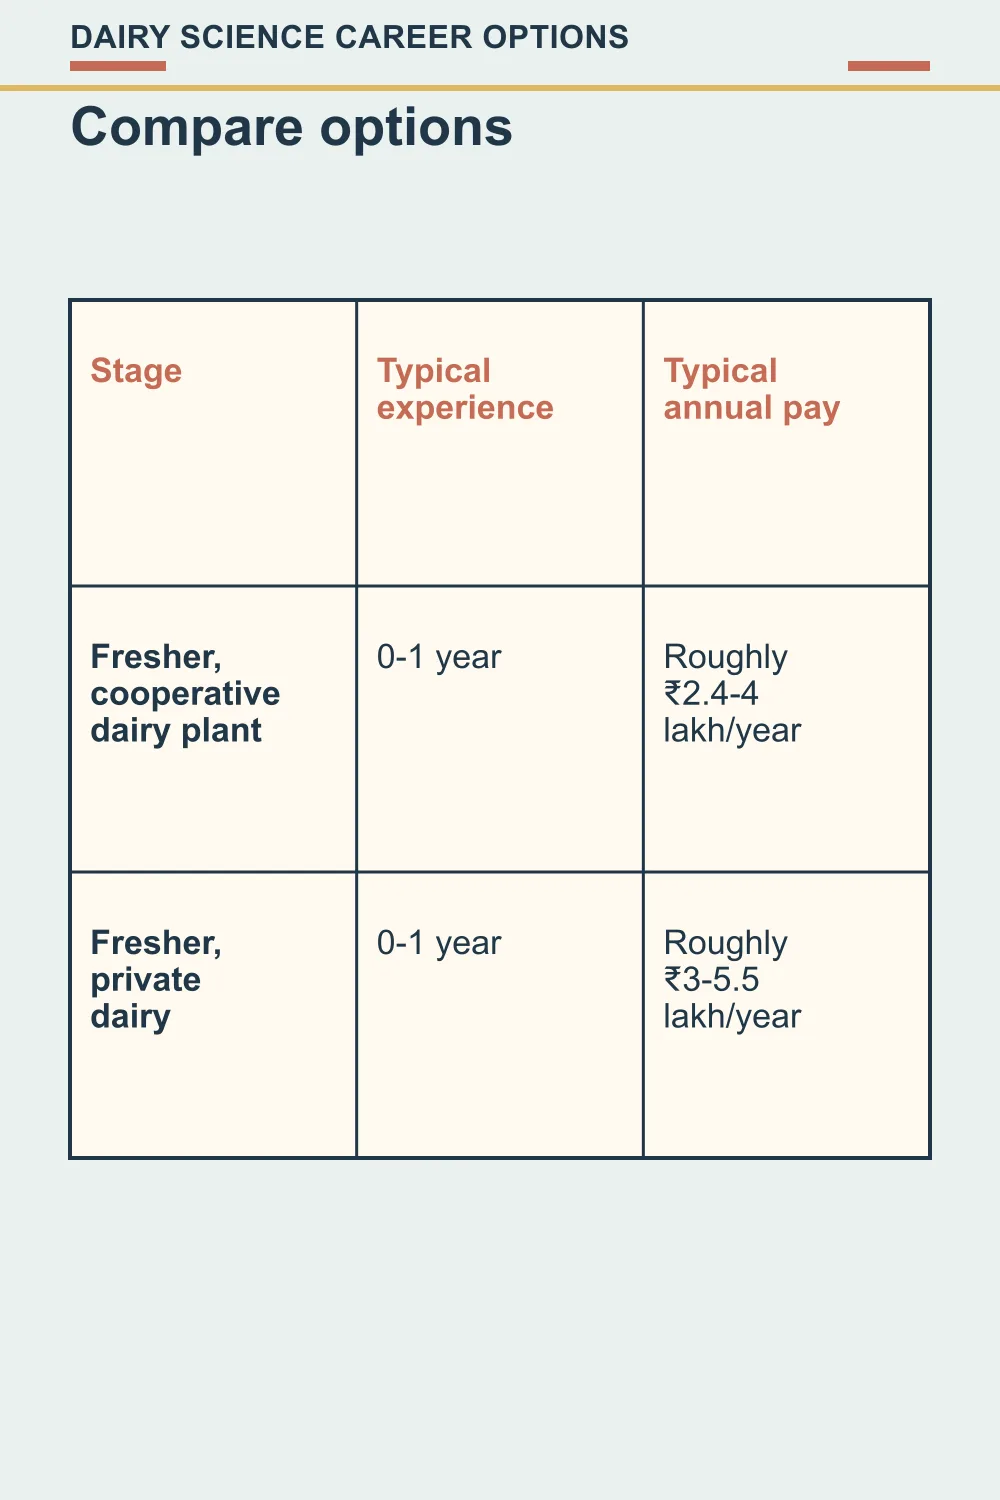 DAIRY SCIENCE CAREER OPTIONS
Compare options
Stage
Typical
experience
Typical
annual pay
Fresher,
cooperative
dairy plant
0-1 year
Roughly
₹2.4-4
lakh/year
Fresher,
private
dairy
0-1 year
Roughly
₹3-5.5
lakh/year